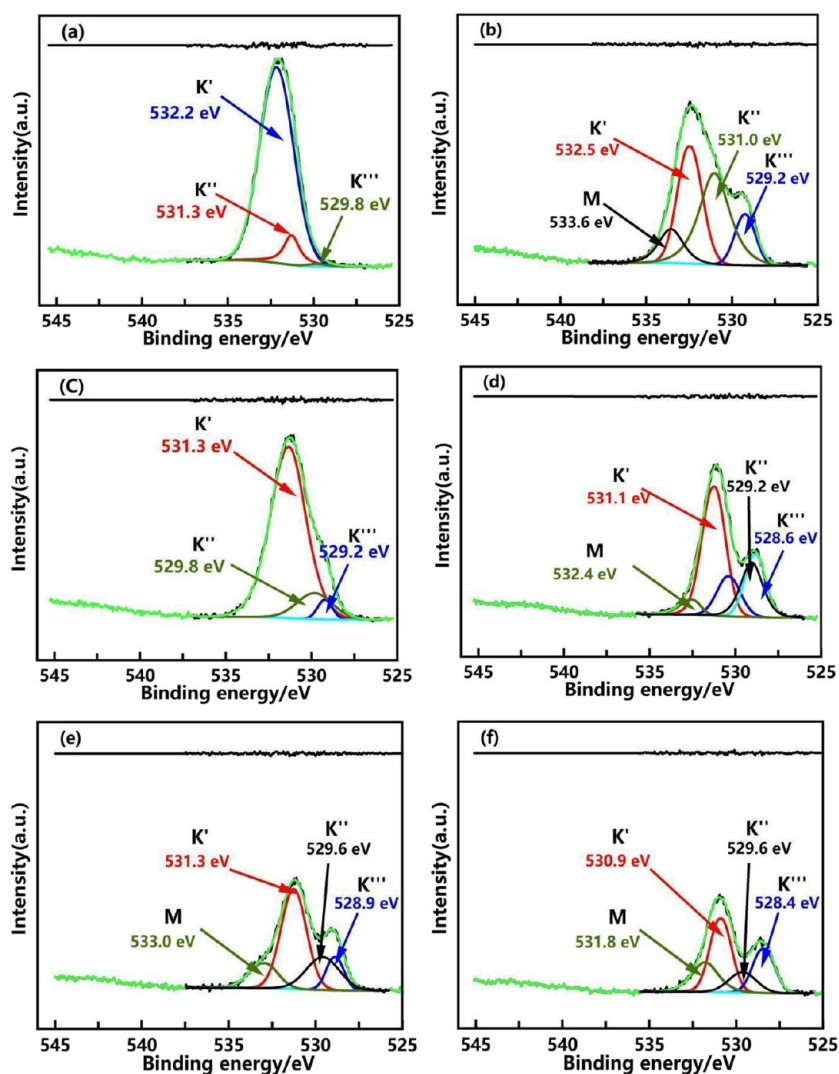 (a)
K'
532.2 eV
K''
531.3 eV
K'''
529.8 eV
Intensity(a.u.)
545 540 535 530 525
Binding energy/eV
(b)
K'
532.5 eV
K''
531.0 eV
K'''
529.2 eV
M
533.6 eV
Intensity(a.u.)
545 540 535 530 525
Binding energy/eV
(C)
K'
531.3 eV
K''
529.8 eV
K'''
529.2 eV
Intensity(a.u.)
545 540 535 530 525
Binding energy/eV
(d)
K'
531.1 eV
K''
529.2 eV
K'''
528.6 eV
M
532.4 eV
Intensity(a.u.)
545 540 535 530 525
Binding energy/eV
(e)
K'
531.3 eV
K''
529.6 eV
K'''
528.9 eV
M
533.0 eV
Intensity(a.u.)
545 540 535 530 525
Binding energy/eV
(f)
K'
530.9 eV
K''
529.6 eV
K'''
528.4 eV
M
531.8 eV
Intensity(a.u.)
545 540 535 530 525
Binding energy/eV